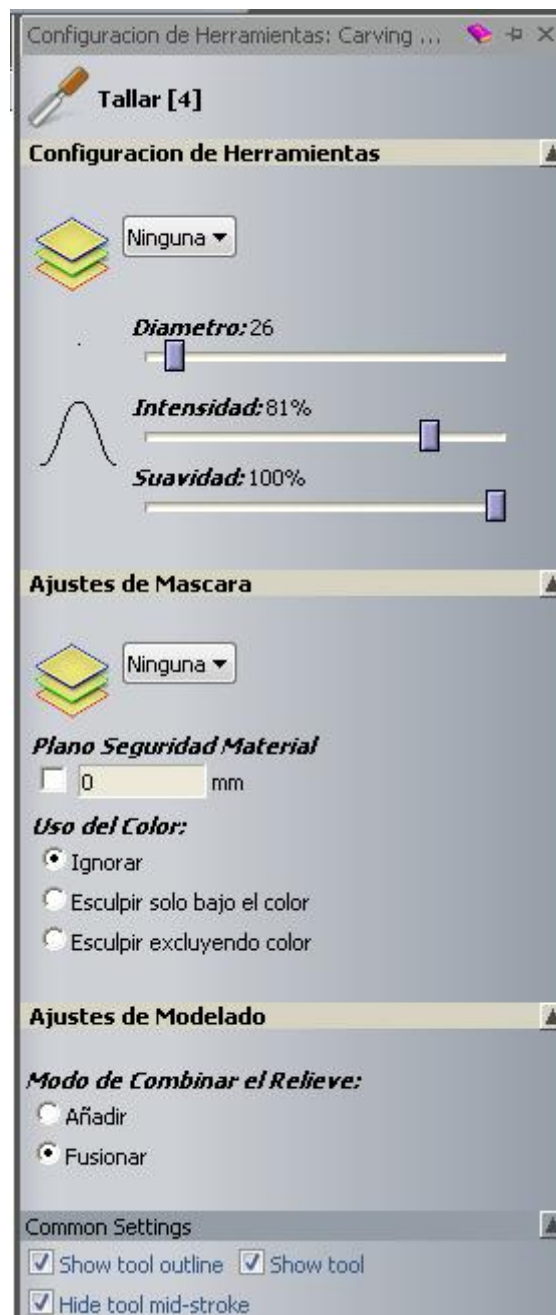 Configuracion de Herramientas: Carving ...
Tallar [4]
Configuracion de Herramientas
Ninguna
Diametro: 26
Intensidad: 81%
Suavidad: 100%
Ajustes de Mascara
Ninguna
Plano Seguridad Material
0 mm
Uso del Color:
Ignorar
Esculpir solo bajo el color
Esculpir excluyendo color
Ajustes de Modelado
Modo de Combinar el Relieve:
Añadir
Fusionar
Common Settings
Show tool outline Show tool
Hide tool mid-stroke